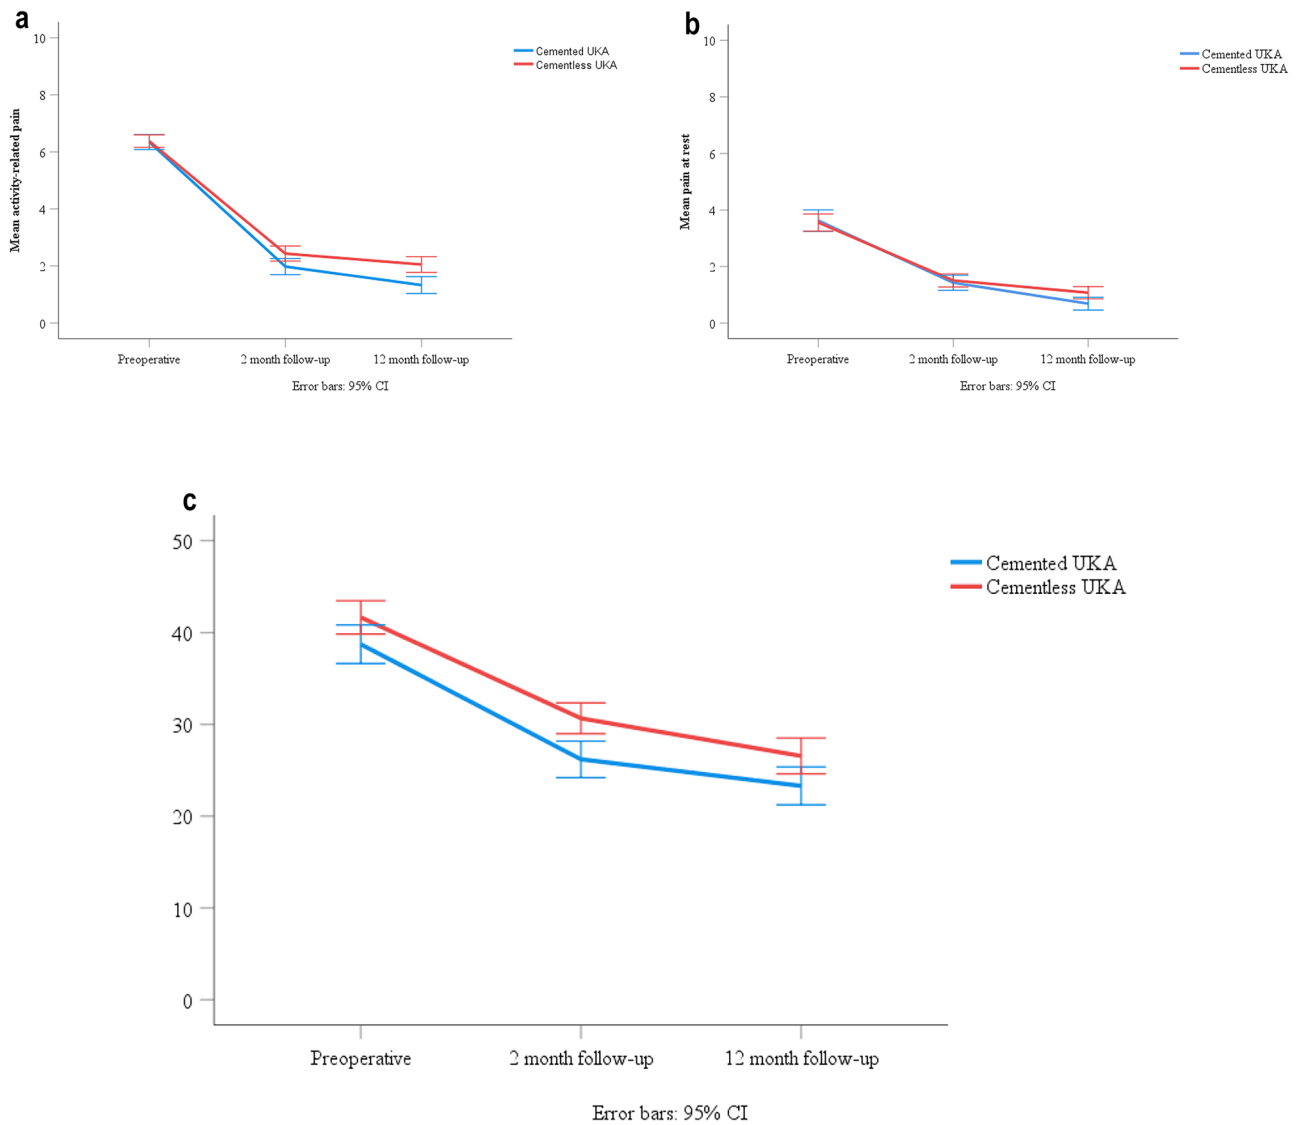 a
10
8
6
4
2
0
Mean activity-related pain
Cemented UKA
Cementless UKA
Preoperative 2 month follow-up 12 month follow-up
Error bars: 95% CI
b
10
8
6
4
2
0
Mean pain at rest
Cemented UKA
Cementless UKA
Preoperative 2 month follow-up 12 month follow-up
Error bars: 95% CI
c
50
40
30
20
10
0
Cemented UKA
Cementless UKA
Preoperative 2 month follow-up 12 month follow-up
Error bars: 95% CI